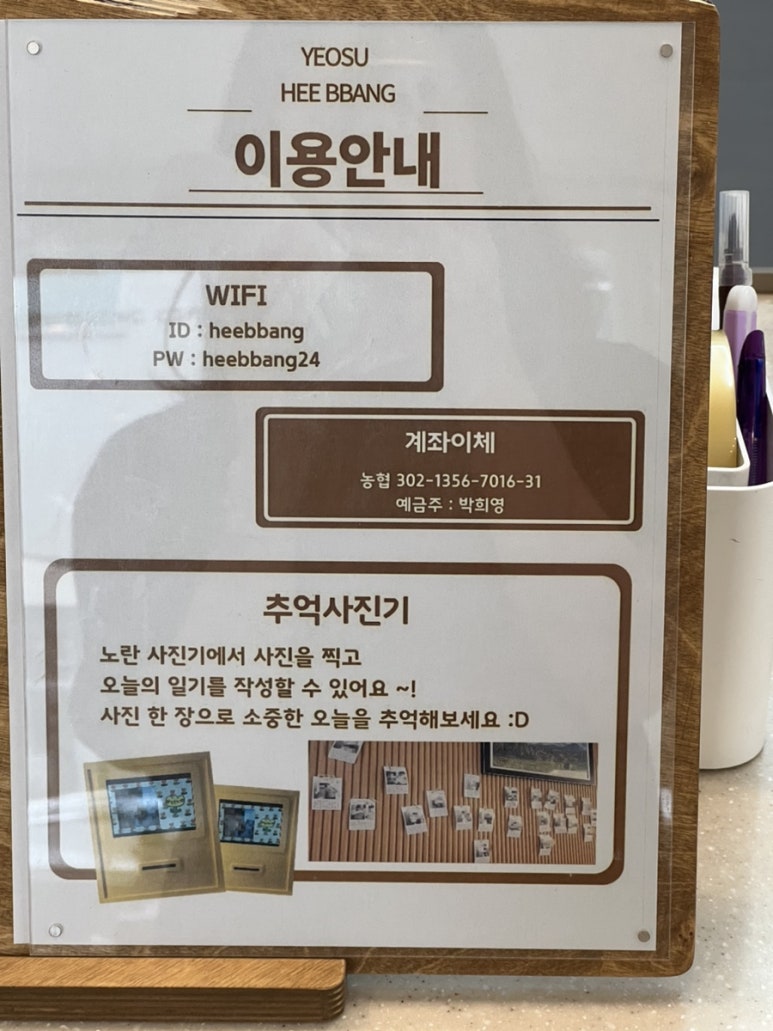 YEOSU
HEE BBANG
이용안내
WIFI
ID : heebbang
PW : heebbang24
계좌이체
농협 302-1356-7016-31
예금주 : 박희영
추억사진기
노란 사진기에서 사진을 찍고
오늘의 일기를 작성할 수 있어요 ~!
사진 한 장으로 소중한 오늘을 추억해보세요 :D